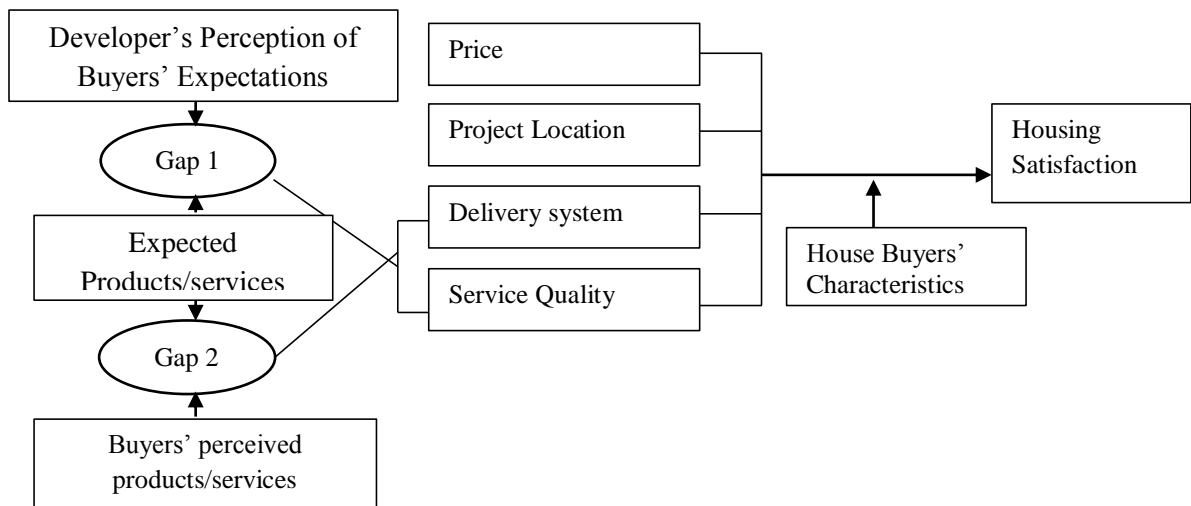 Developer’s Perception of
Buyers’ Expectations
Gap 1
Expected
Products/services
Gap 2
Buyers’ perceived
products/services
Price
Project Location
Delivery system
Service Quality
House Buyers’
Characteristics
Housing
Satisfaction